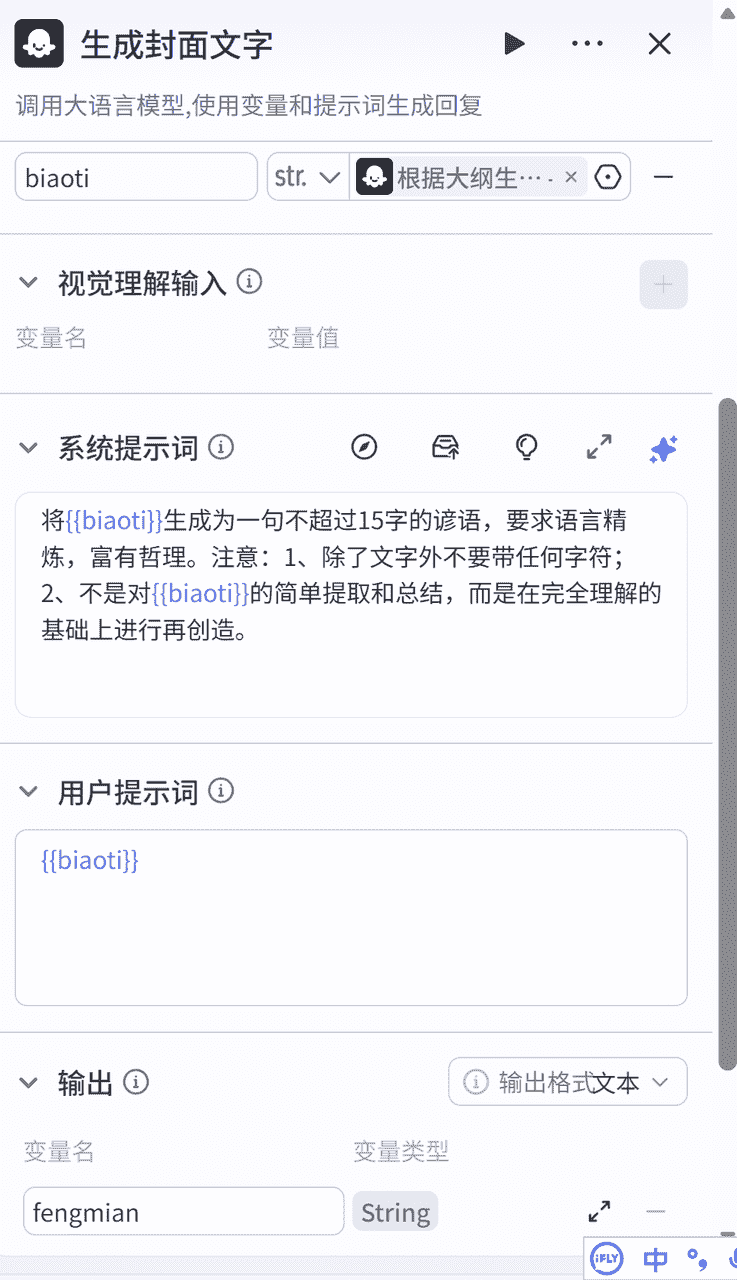 生成封面文字
调用大语言模型,使用变量和提示词生成回复
biaoti str. 根据大纲生··· - ×
视觉理解输入
变量名 变量值
系统提示词
将{{biaoti}}生成为一句不超过15字的谚语，要求语言精
炼，富有哲理。注意：1、除了文字外不要带任何字符；
2、不是对{{biaoti}}的简单提取和总结，而是在完全理解的
基础上进行再创造。
用户提示词
{{biaoti}}
输出 输出格式文本
变量名 变量类型
fengmian String
iFLY 中